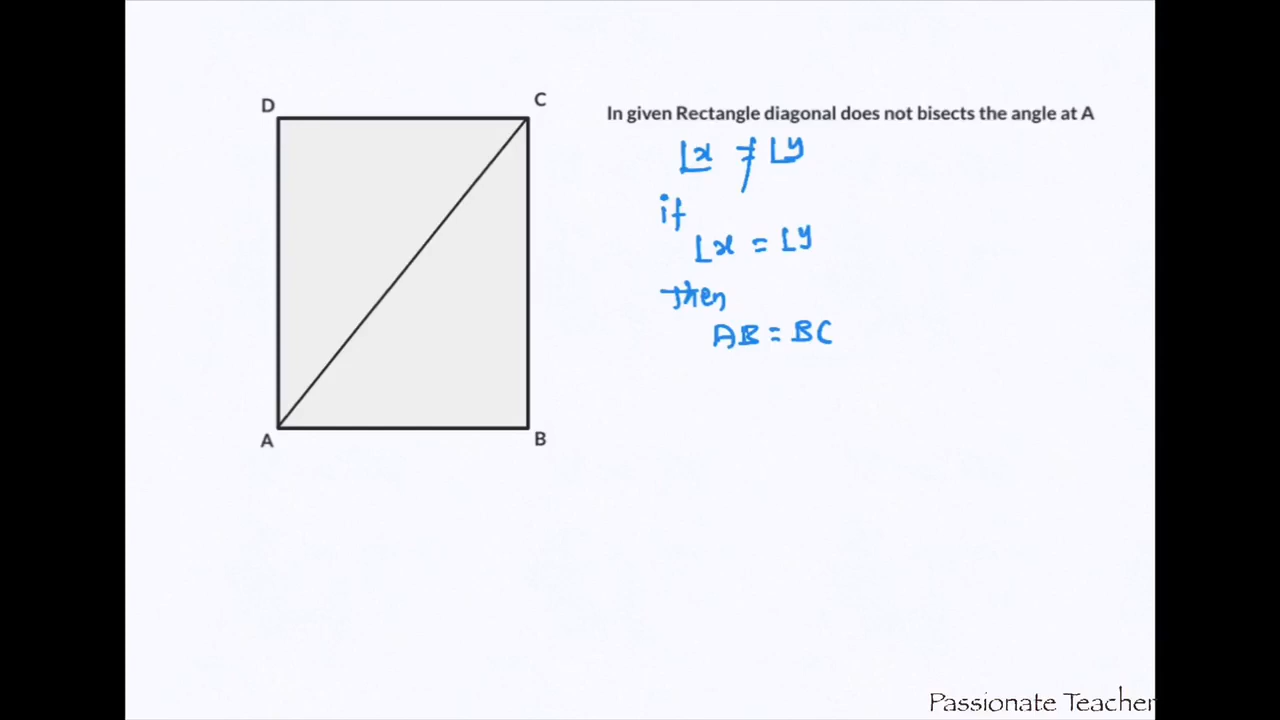 D
C
In given Rectangle diagonal does not bisects the angle at A
∠x ≠ ∠y
if
∠x = ∠y
then
AB = BC
A
B
Passionate Teacher